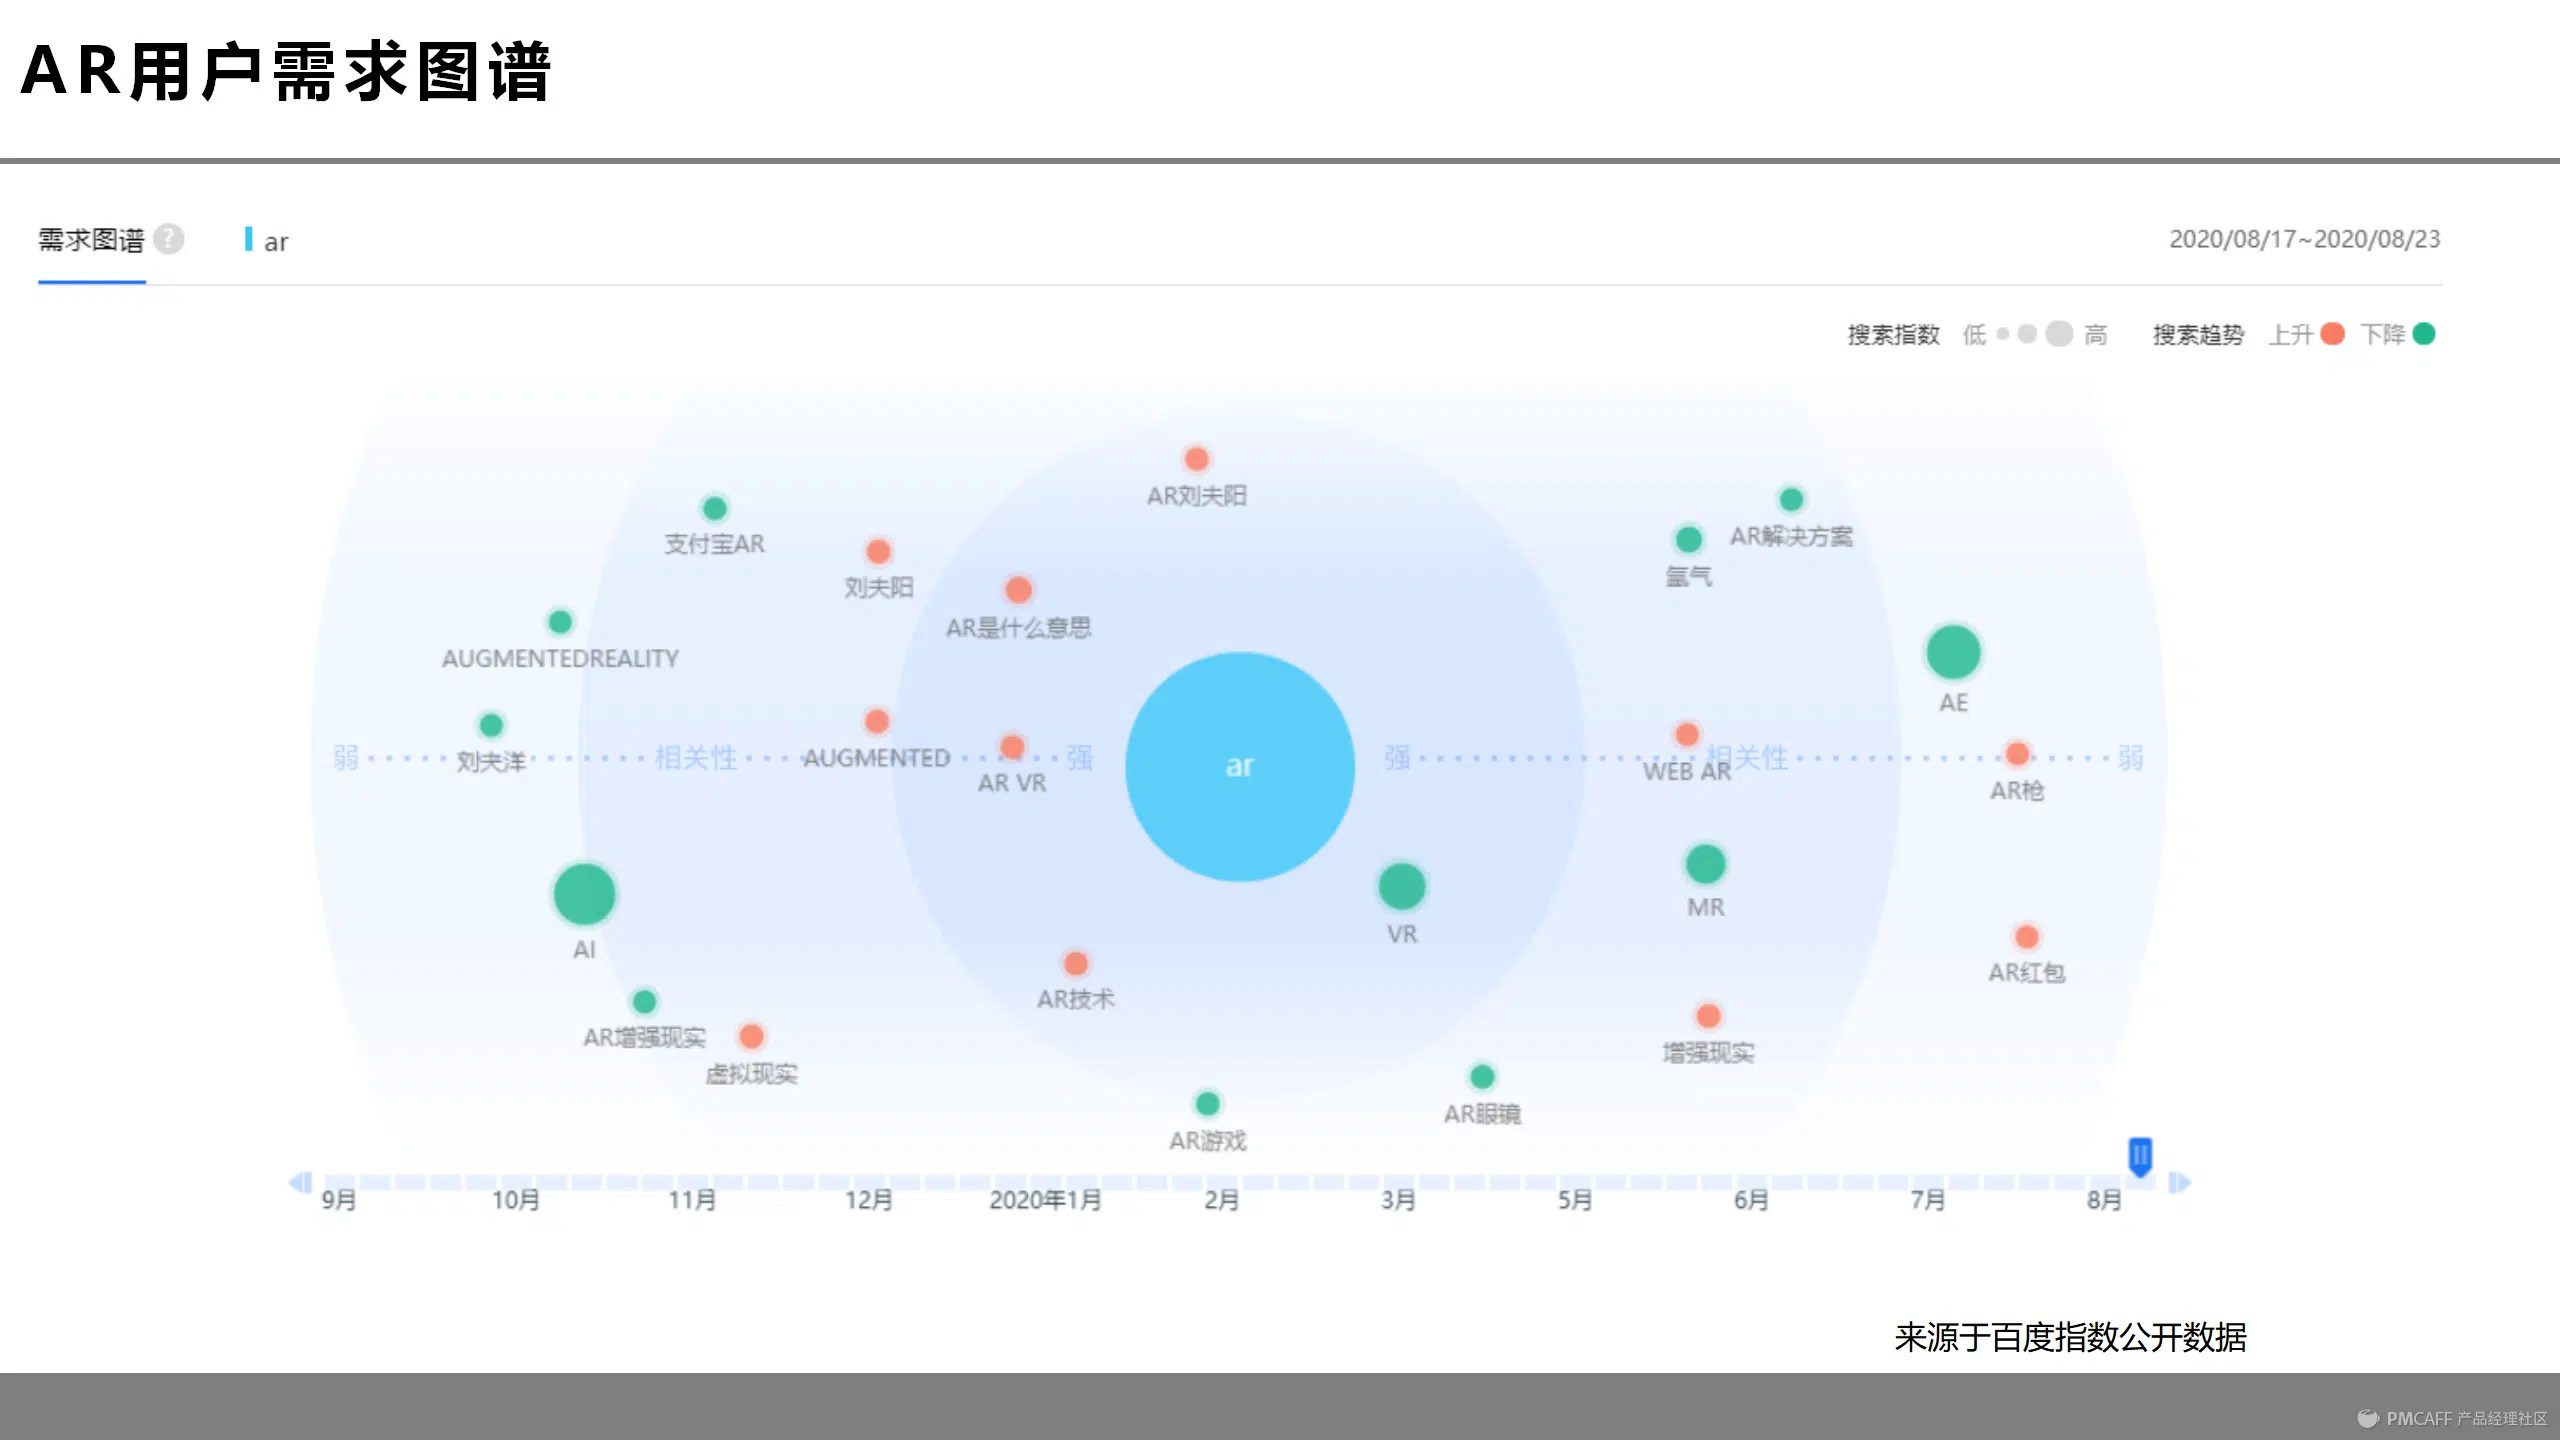 AR用户需求图谱
需求图谱 ? ar 2020/08/17~2020/08/23
搜索指数 低 高 搜索趋势 上升 下降
AR刘夫阳
支付宝AR
AR解决方案
刘夫阳
氩气
AR是什么意思
AUGMENTEDREALITY
AE
弱 刘夫洋 相关性 AUGMENTED 强 ar 强 相关性 弱
WEB AR
AR VR
AR枪
MR
VR
AI
AR红包
AR技术
AR增强现实
增强现实
虚拟现实
AR眼镜
AR游戏
9月 10月 11月 12月 2020年1月 2月 3月 5月 6月 7月 8月
来源于百度指数公开数据
PMCAFF 产品经理社区